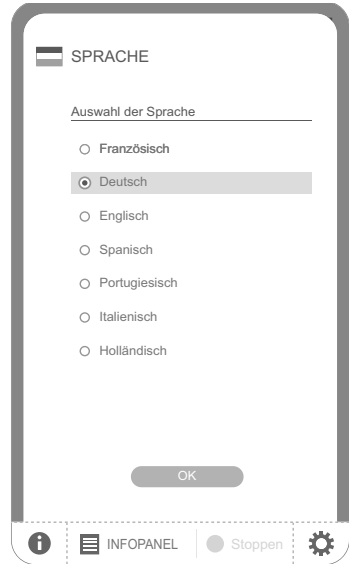 SPRACHE
Auswahl der Sprache
Französisch
Deutsch
Englisch
Spanisch
Portugiesisch
Italienisch
Holländisch
OK
INFOPANEL Stoppen